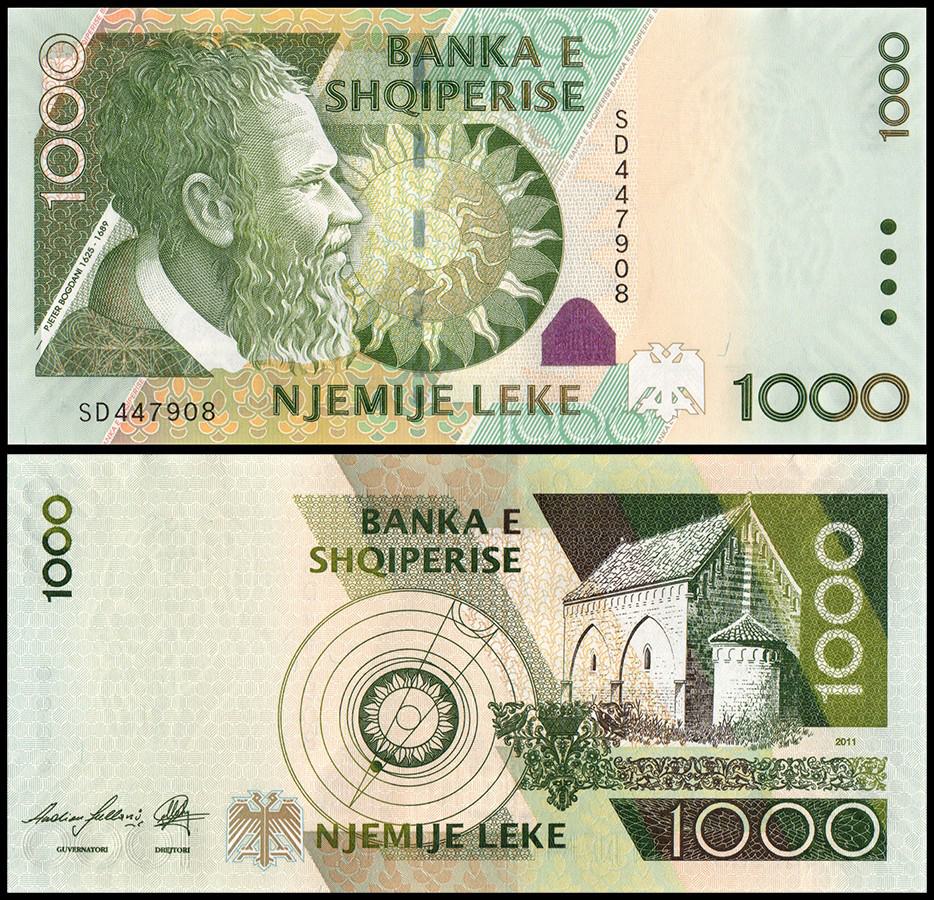 1000
BANKA E
SHQIPERISE
1000
SD447908
PJETER BOGDANI 1625 - 1689
SD447908
NJEMIJE LEKE
1000
1000
BANKA E
SHQIPERISE
1000
2011
GUVERNATORI
DREJTORI
NJEMIJE LEKE
1000